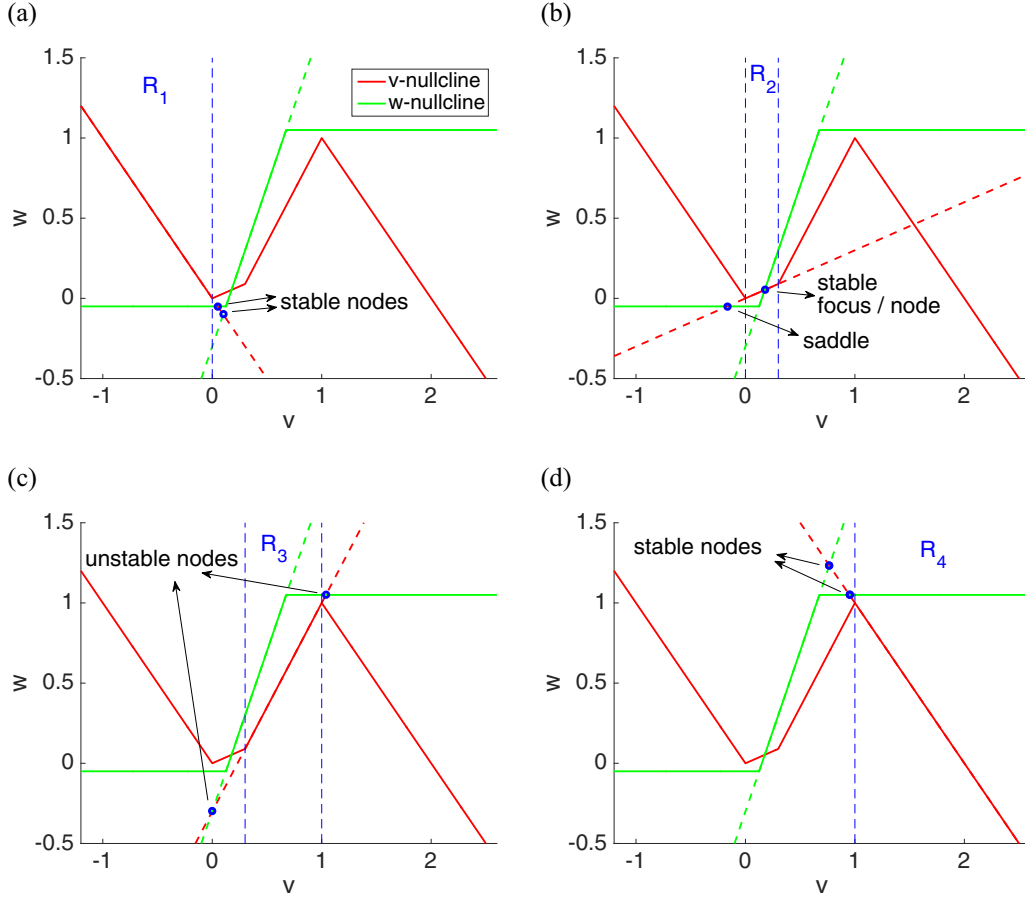 (a)
1.5
1
0.5
0
-0.5
w
-1
0
1
2
v
R1
v-nullcline
w-nullcline
stable nodes
(b)
1.5
1
0.5
0
-0.5
w
-1
0
1
2
v
R2
stable
focus / node
saddle
(c)
1.5
1
0.5
0
-0.5
w
-1
0
1
2
v
unstable nodes
R3
(d)
1.5
1
0.5
0
-0.5
w
-1
0
1
2
v
stable nodes
R4